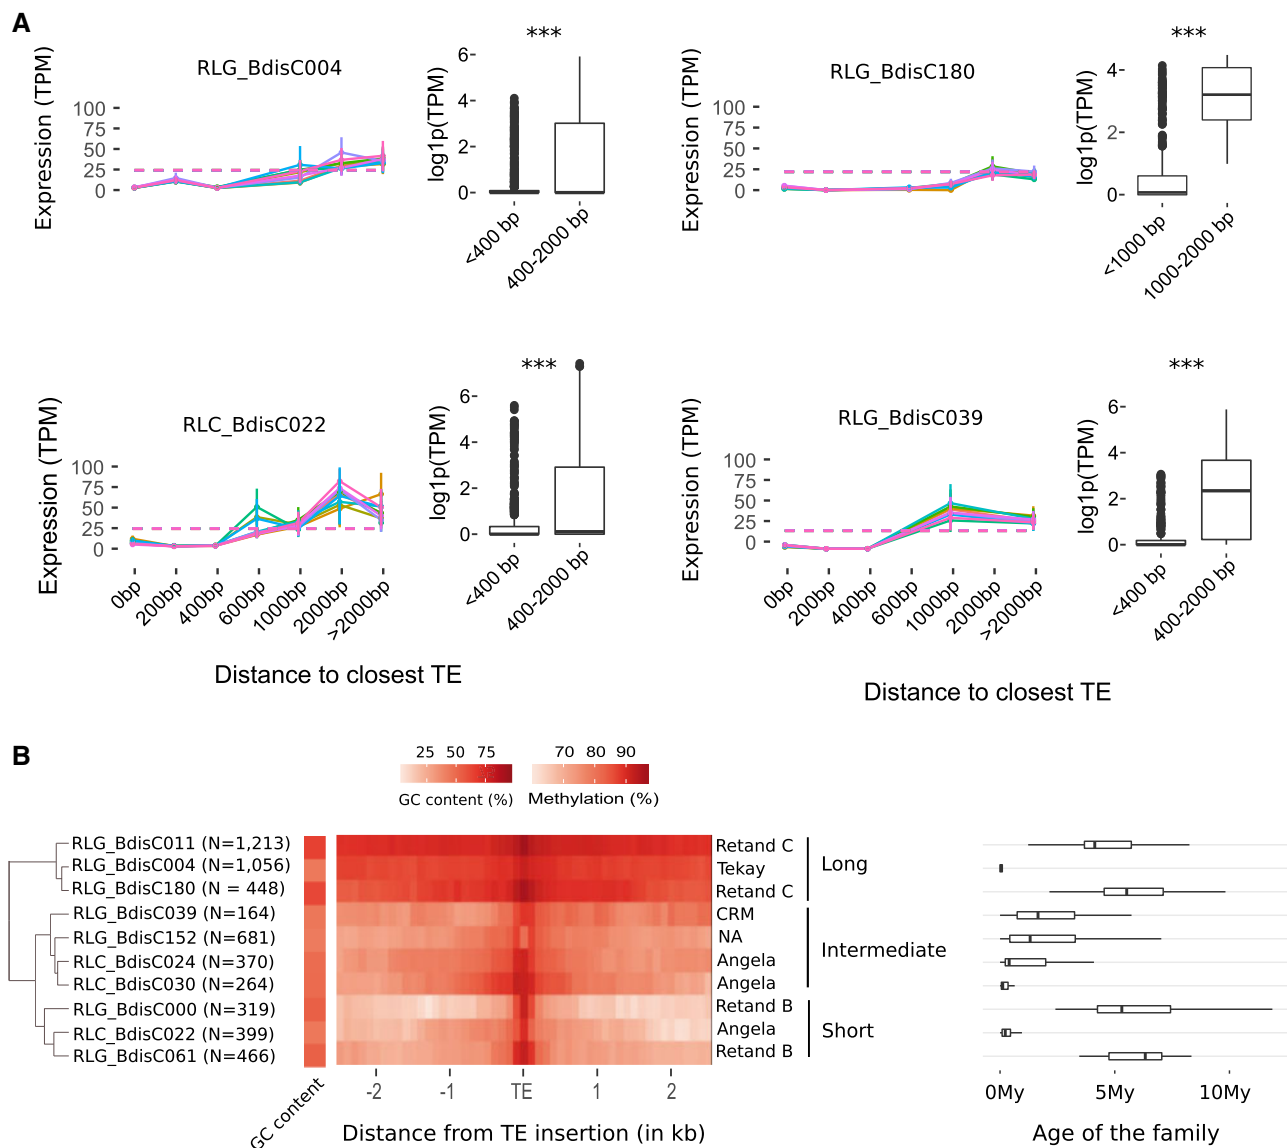 A
RLG_BdisC004
Expression (TPM)
100
75
50
25
0
***
log1p(TPM)
6
4
2
0
<400 bp
400-2000 bp
RLG_BdisC180
Expression (TPM)
100
75
50
25
0
***
log1p(TPM)
4
2
0
<1000 bp
1000-2000 bp
RLC_BdisC022
Expression (TPM)
100
75
50
25
0
0bp
200bp
400bp
600bp
1000bp
2000bp
>2000bp
Distance to closest TE
***
log1p(TPM)
6
4
2
0
<400 bp
400-2000 bp
RLG_BdisC039
Expression (TPM)
100
75
50
25
0
0bp
200bp
400bp
600bp
1000bp
2000bp
>2000bp
Distance to closest TE
***
log1p(TPM)
6
4
2
0
<400 bp
400-2000 bp
B
25 50 75
GC content (%)
70 80 90
Methylation (%)
RLG_BdisC011 (N=1,213)
RLG_BdisC004 (N=1,056)
RLG_BdisC180 (N = 448)
RLG_BdisC039 (N=164)
RLG_BdisC152 (N=681)
RLC_BdisC024 (N=370)
RLC_BdisC030 (N=264)
RLG_BdisC000 (N=319)
RLC_BdisC022 (N=399)
RLG_BdisC061 (N=466)
GC content
Retand C
Tekay
Retand C
CRM
NA
Angela
Angela
Retand B
Angela
Retand B
Long
Intermediate
Short
-2 -1 TE 1 2
Distance from TE insertion (in kb)
0My 5My 10My
Age of the family